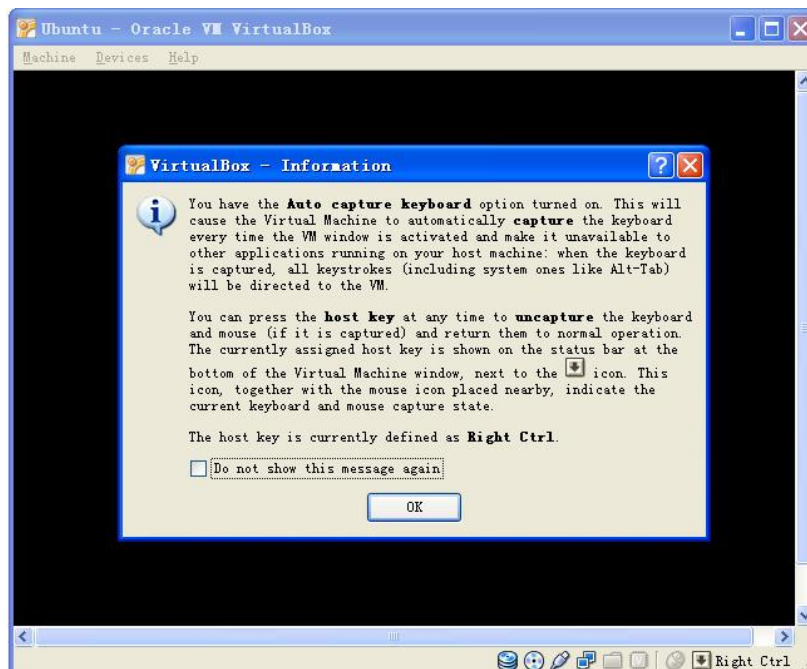 Ubuntu - Oracle VM VirtualBox
Machine Devices Help
VirtualBox - Information
You have the Auto capture keyboard option turned on. This will
cause the Virtual Machine to automatically capture the keyboard
every time the VM window is activated and make it unavailable to
other applications running on your host machine: when the keyboard
is captured, all keystrokes (including system ones like Alt-Tab)
will be directed to the VM.
You can press the host key at any time to uncapture the keyboard
and mouse (if it is captured) and return them to normal operation.
The currently assigned host key is shown on the status bar at the
bottom of the Virtual Machine window, next to the icon. This
icon, together with the mouse icon placed nearby, indicate the
current keyboard and mouse capture state.
The host key is currently defined as Right Ctrl.
Do not show this message again
OK
Right Ctrl